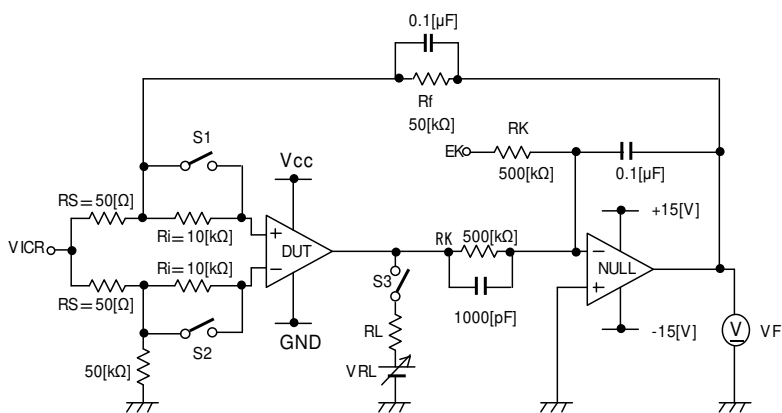 0.1[µF]
Rf
50[kΩ]
RK
EK
500[kΩ]
0.1[µF]
S1
Vcc
RS=50[Ω]
Ri=10[kΩ]
+15[V]
VICR
DUT
RK
500[kΩ]
NULL
Ri=10[kΩ]
S3
RS=50[Ω]
1000[pF]
V
VF
S2
GND
RL
-15[V]
50[kΩ]
VRL